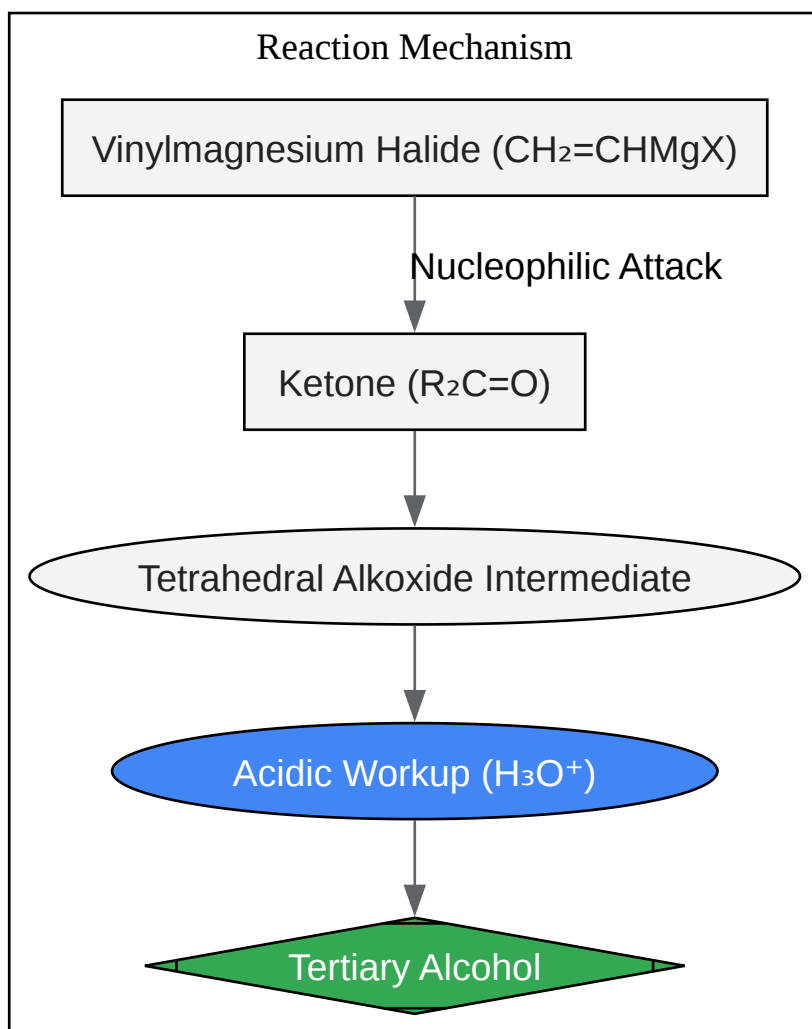 Reaction Mechanism
Vinylmagnesium Halide (CH₂=CHMgX)
Nucleophilic Attack
Ketone (R₂C=O)
Tetrahedral Alkoxide Intermediate
Acidic Workup (H₃O⁺)
Tertiary Alcohol